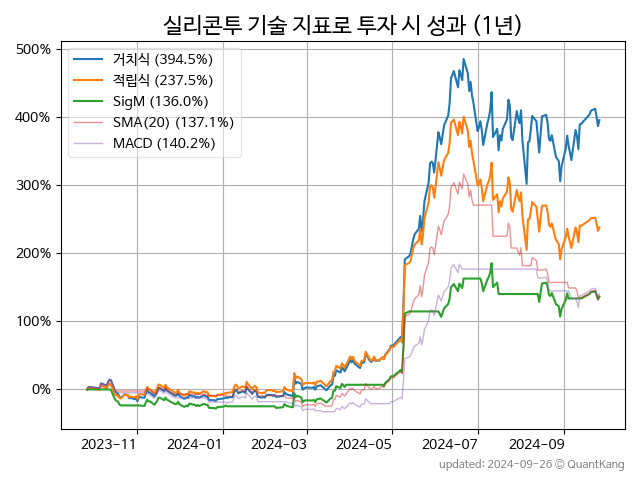 실리콘투 기술 지표로 투자 시 성과 (1년)
500%
400%
300%
200%
100%
0%
거치식 (394.5%)
적립식 (237.5%)
SigM (136.0%)
SMA(20) (137.1%)
MACD (140.2%)
2023-11 2024-01 2024-03 2024-05 2024-07 2024-09
updated: 2024-09-26 © QuantKang